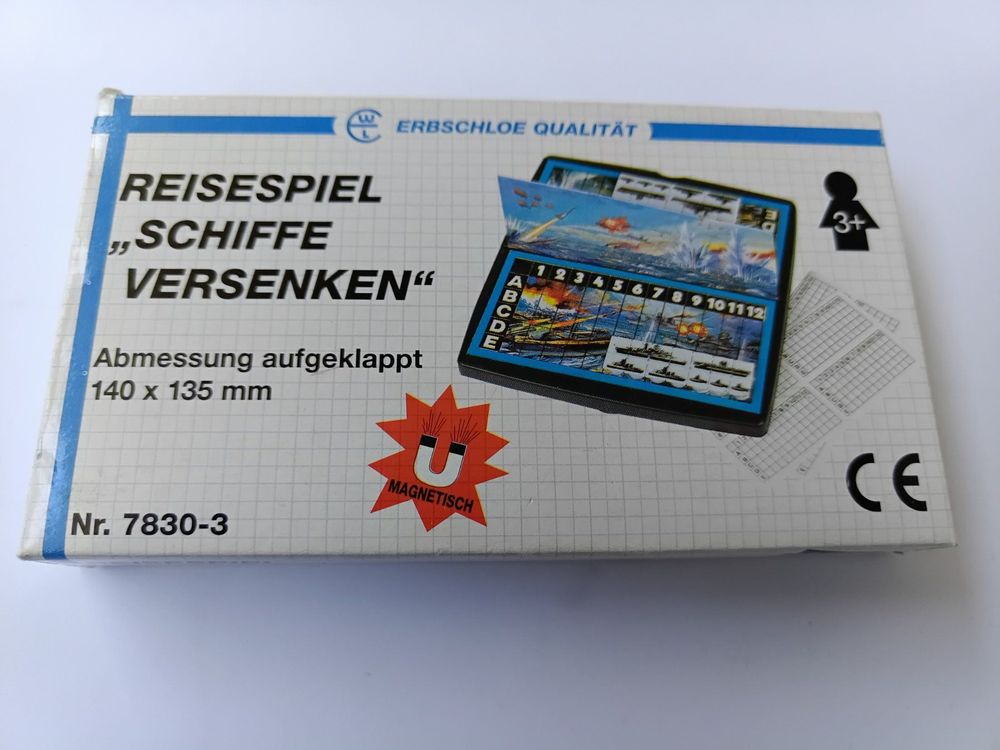 EWL ERBSCHLOE QUALITÄT
REISESPIEL
„SCHIFFE
VERSENKEN“
Abmessung aufgeklappt
140 x 135 mm
3+
1 2 3 4 5 6 7 8 9 10 11 12
A
B
C
D
E
MAGNETISCH
CE
Nr. 7830-3